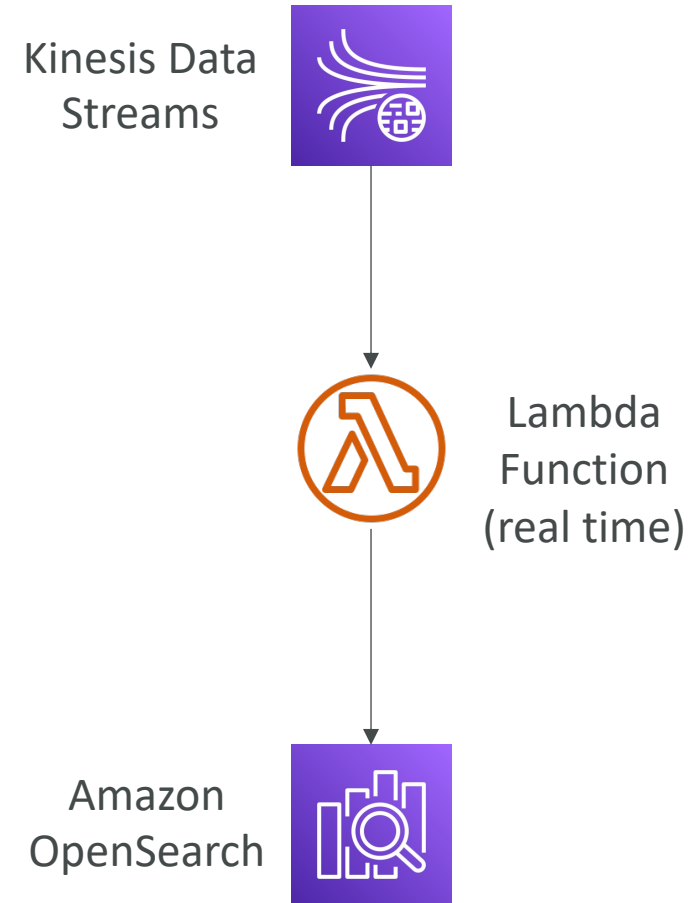 Kinesis Data
Streams
Lambda
Function
(real time)
Amazon
OpenSearch